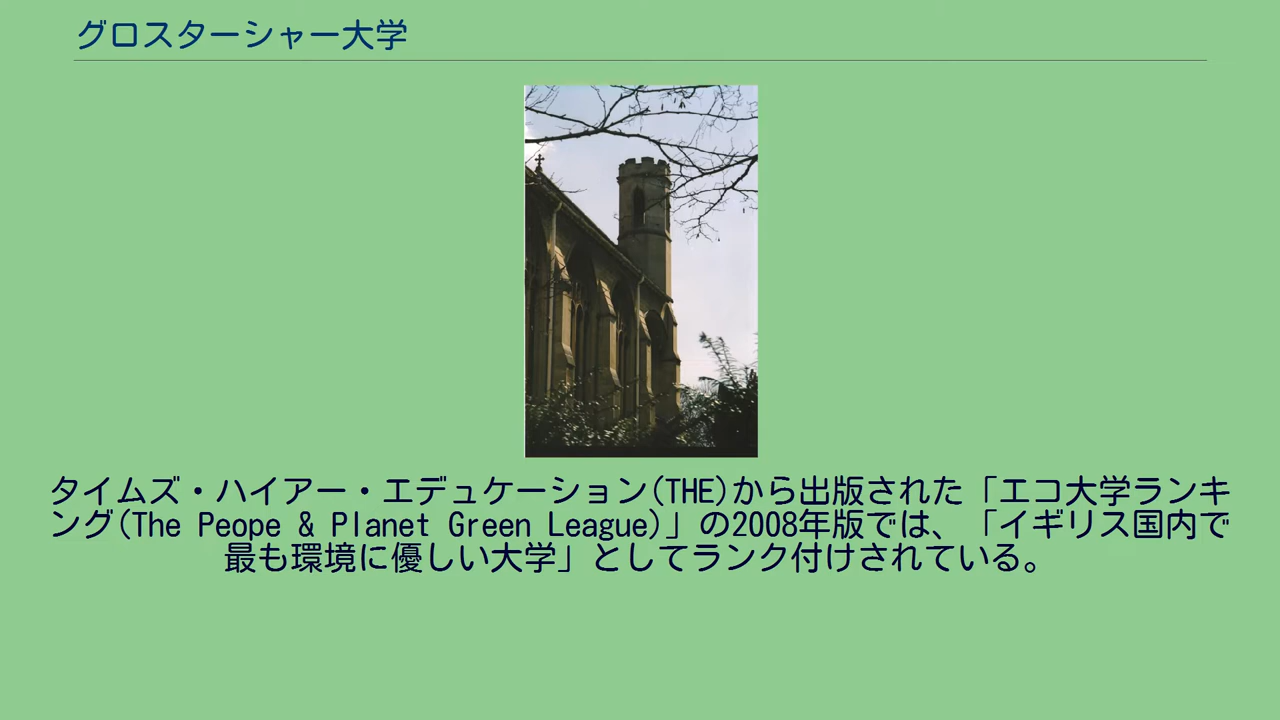 グロスターシャー大学
タイムズ・ハイアー・エデュケーション(THE)から出版された「エコ大学ランキ
ング(The Peope & Planet Green League)」の2008年版では、「イギリス国内で
最も環境に優しい大学」としてランク付けされている。